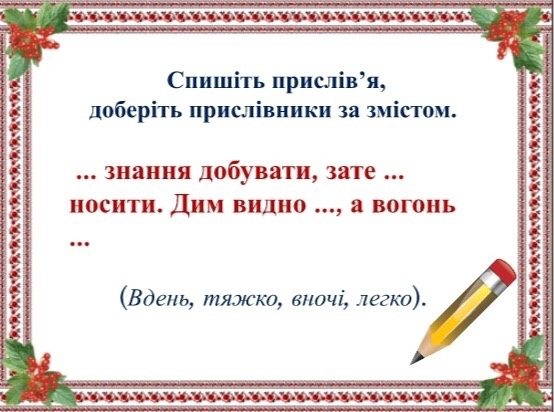 Спишіть прислів’я,
доберіть прислівники за змістом.
... знання добувати, зате ...
носити. Дим видно ..., а вогонь
...
(Вдень, тяжко, вночі, легко).